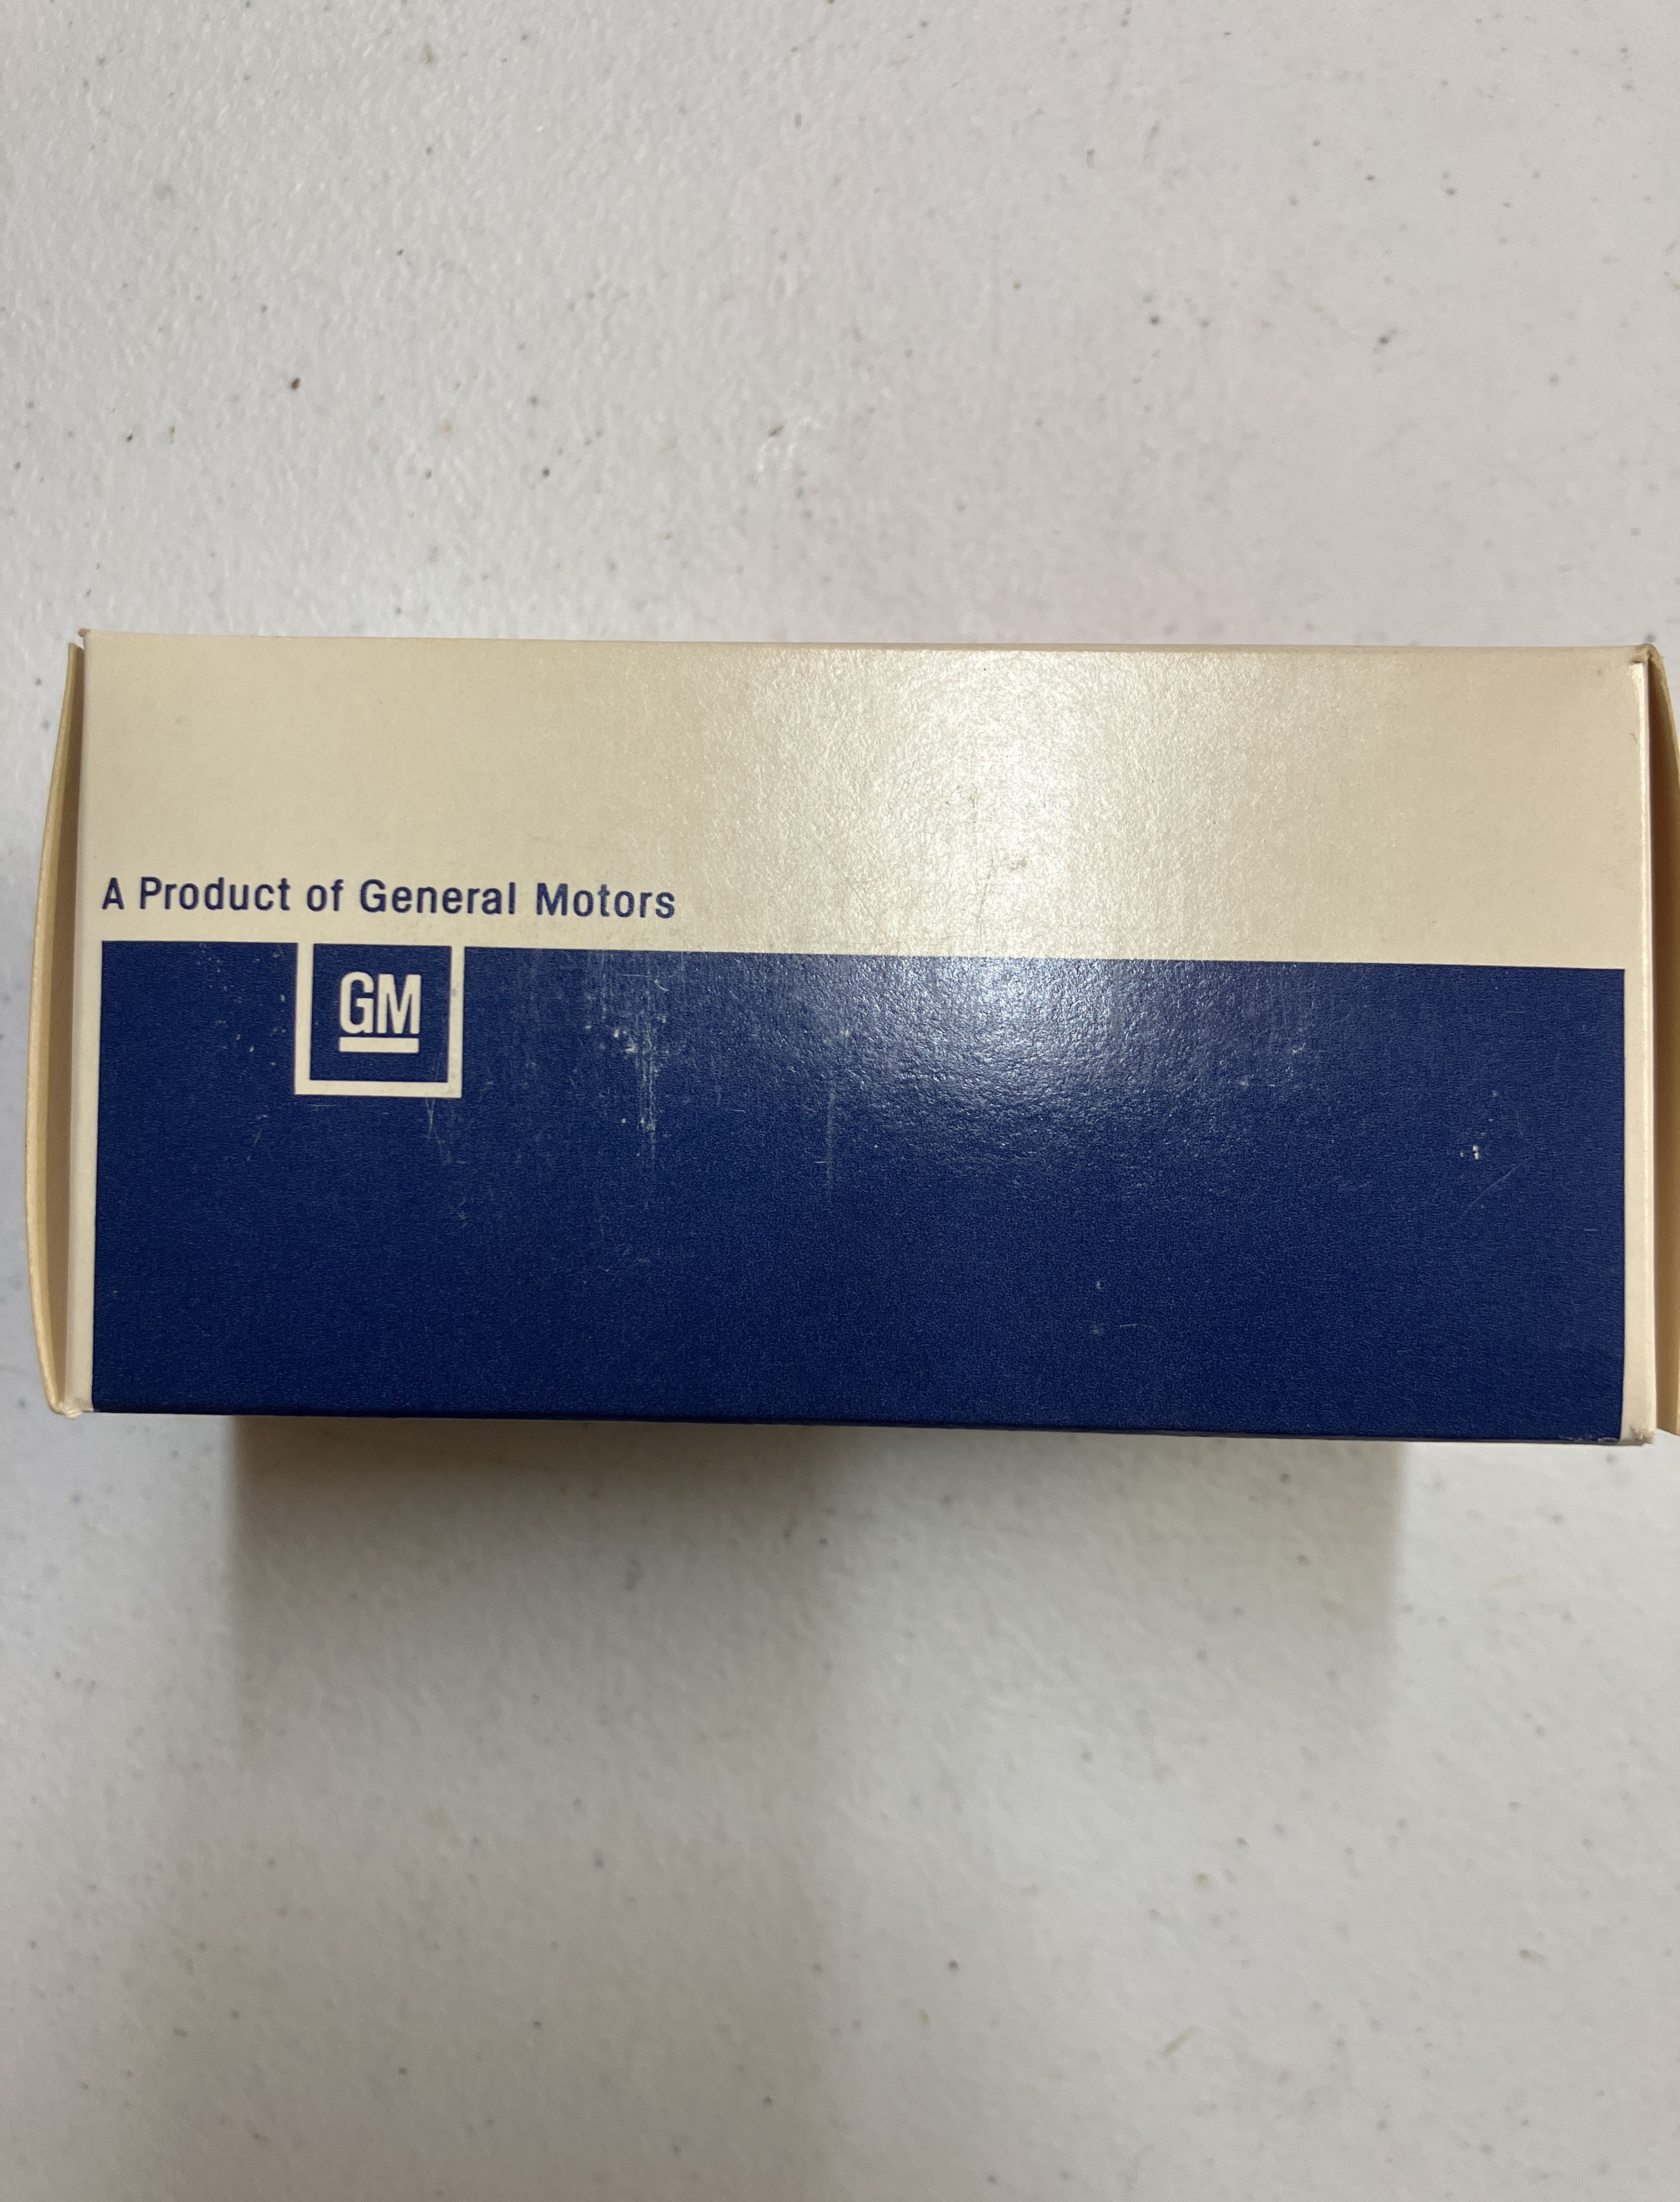 A Product of General Motors
GM